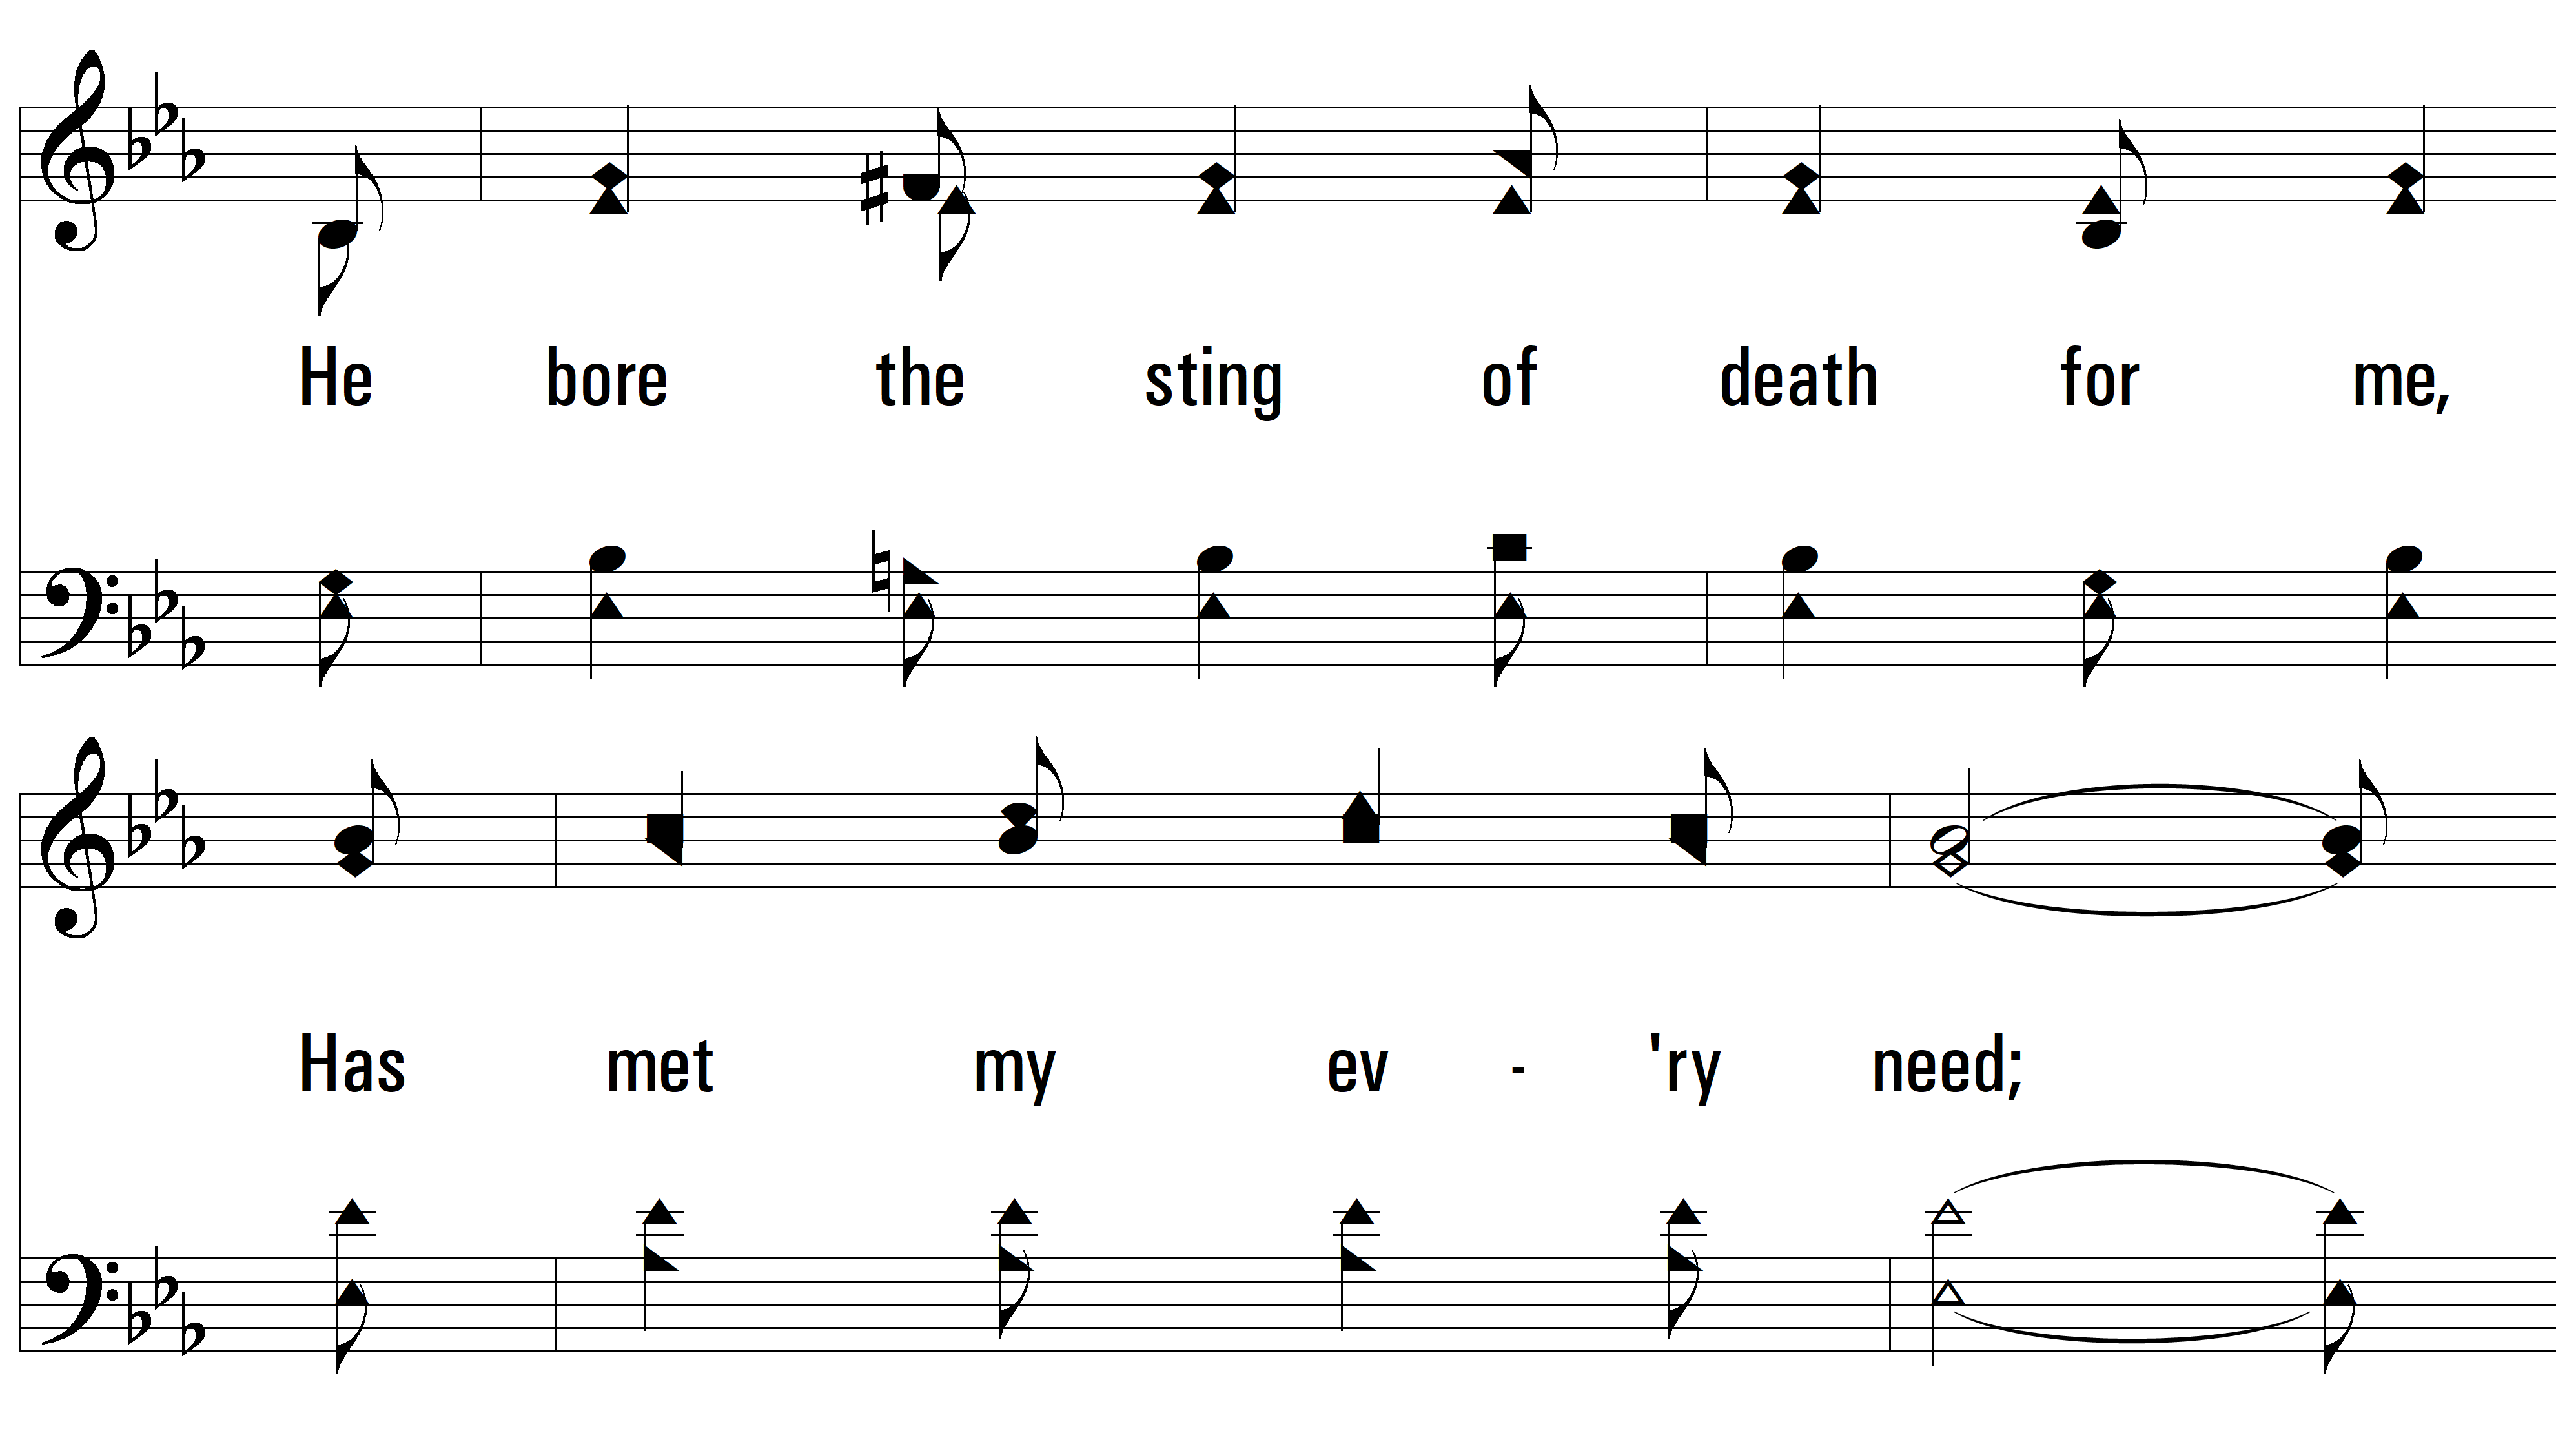 He bore the sting of death for me,
Has met my ev - 'ry need;